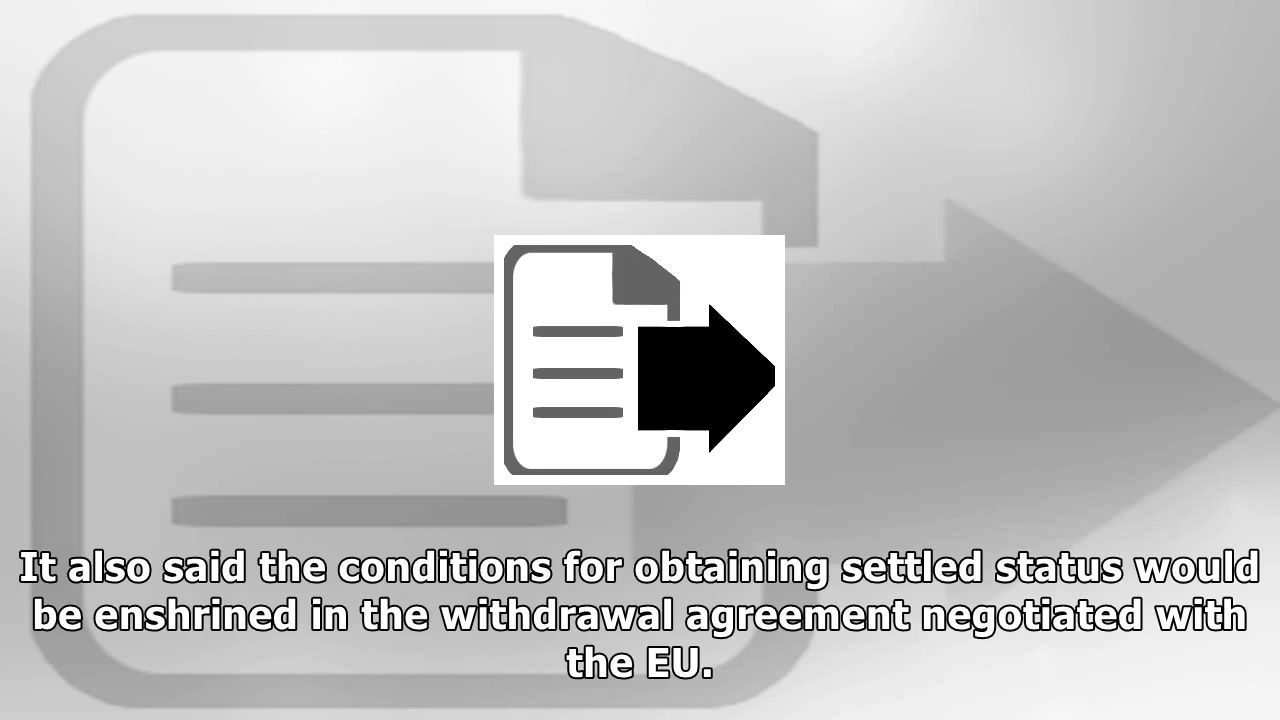 It also said the conditions for obtaining settled status would
be enshrined in the withdrawal agreement negotiated with
the EU.